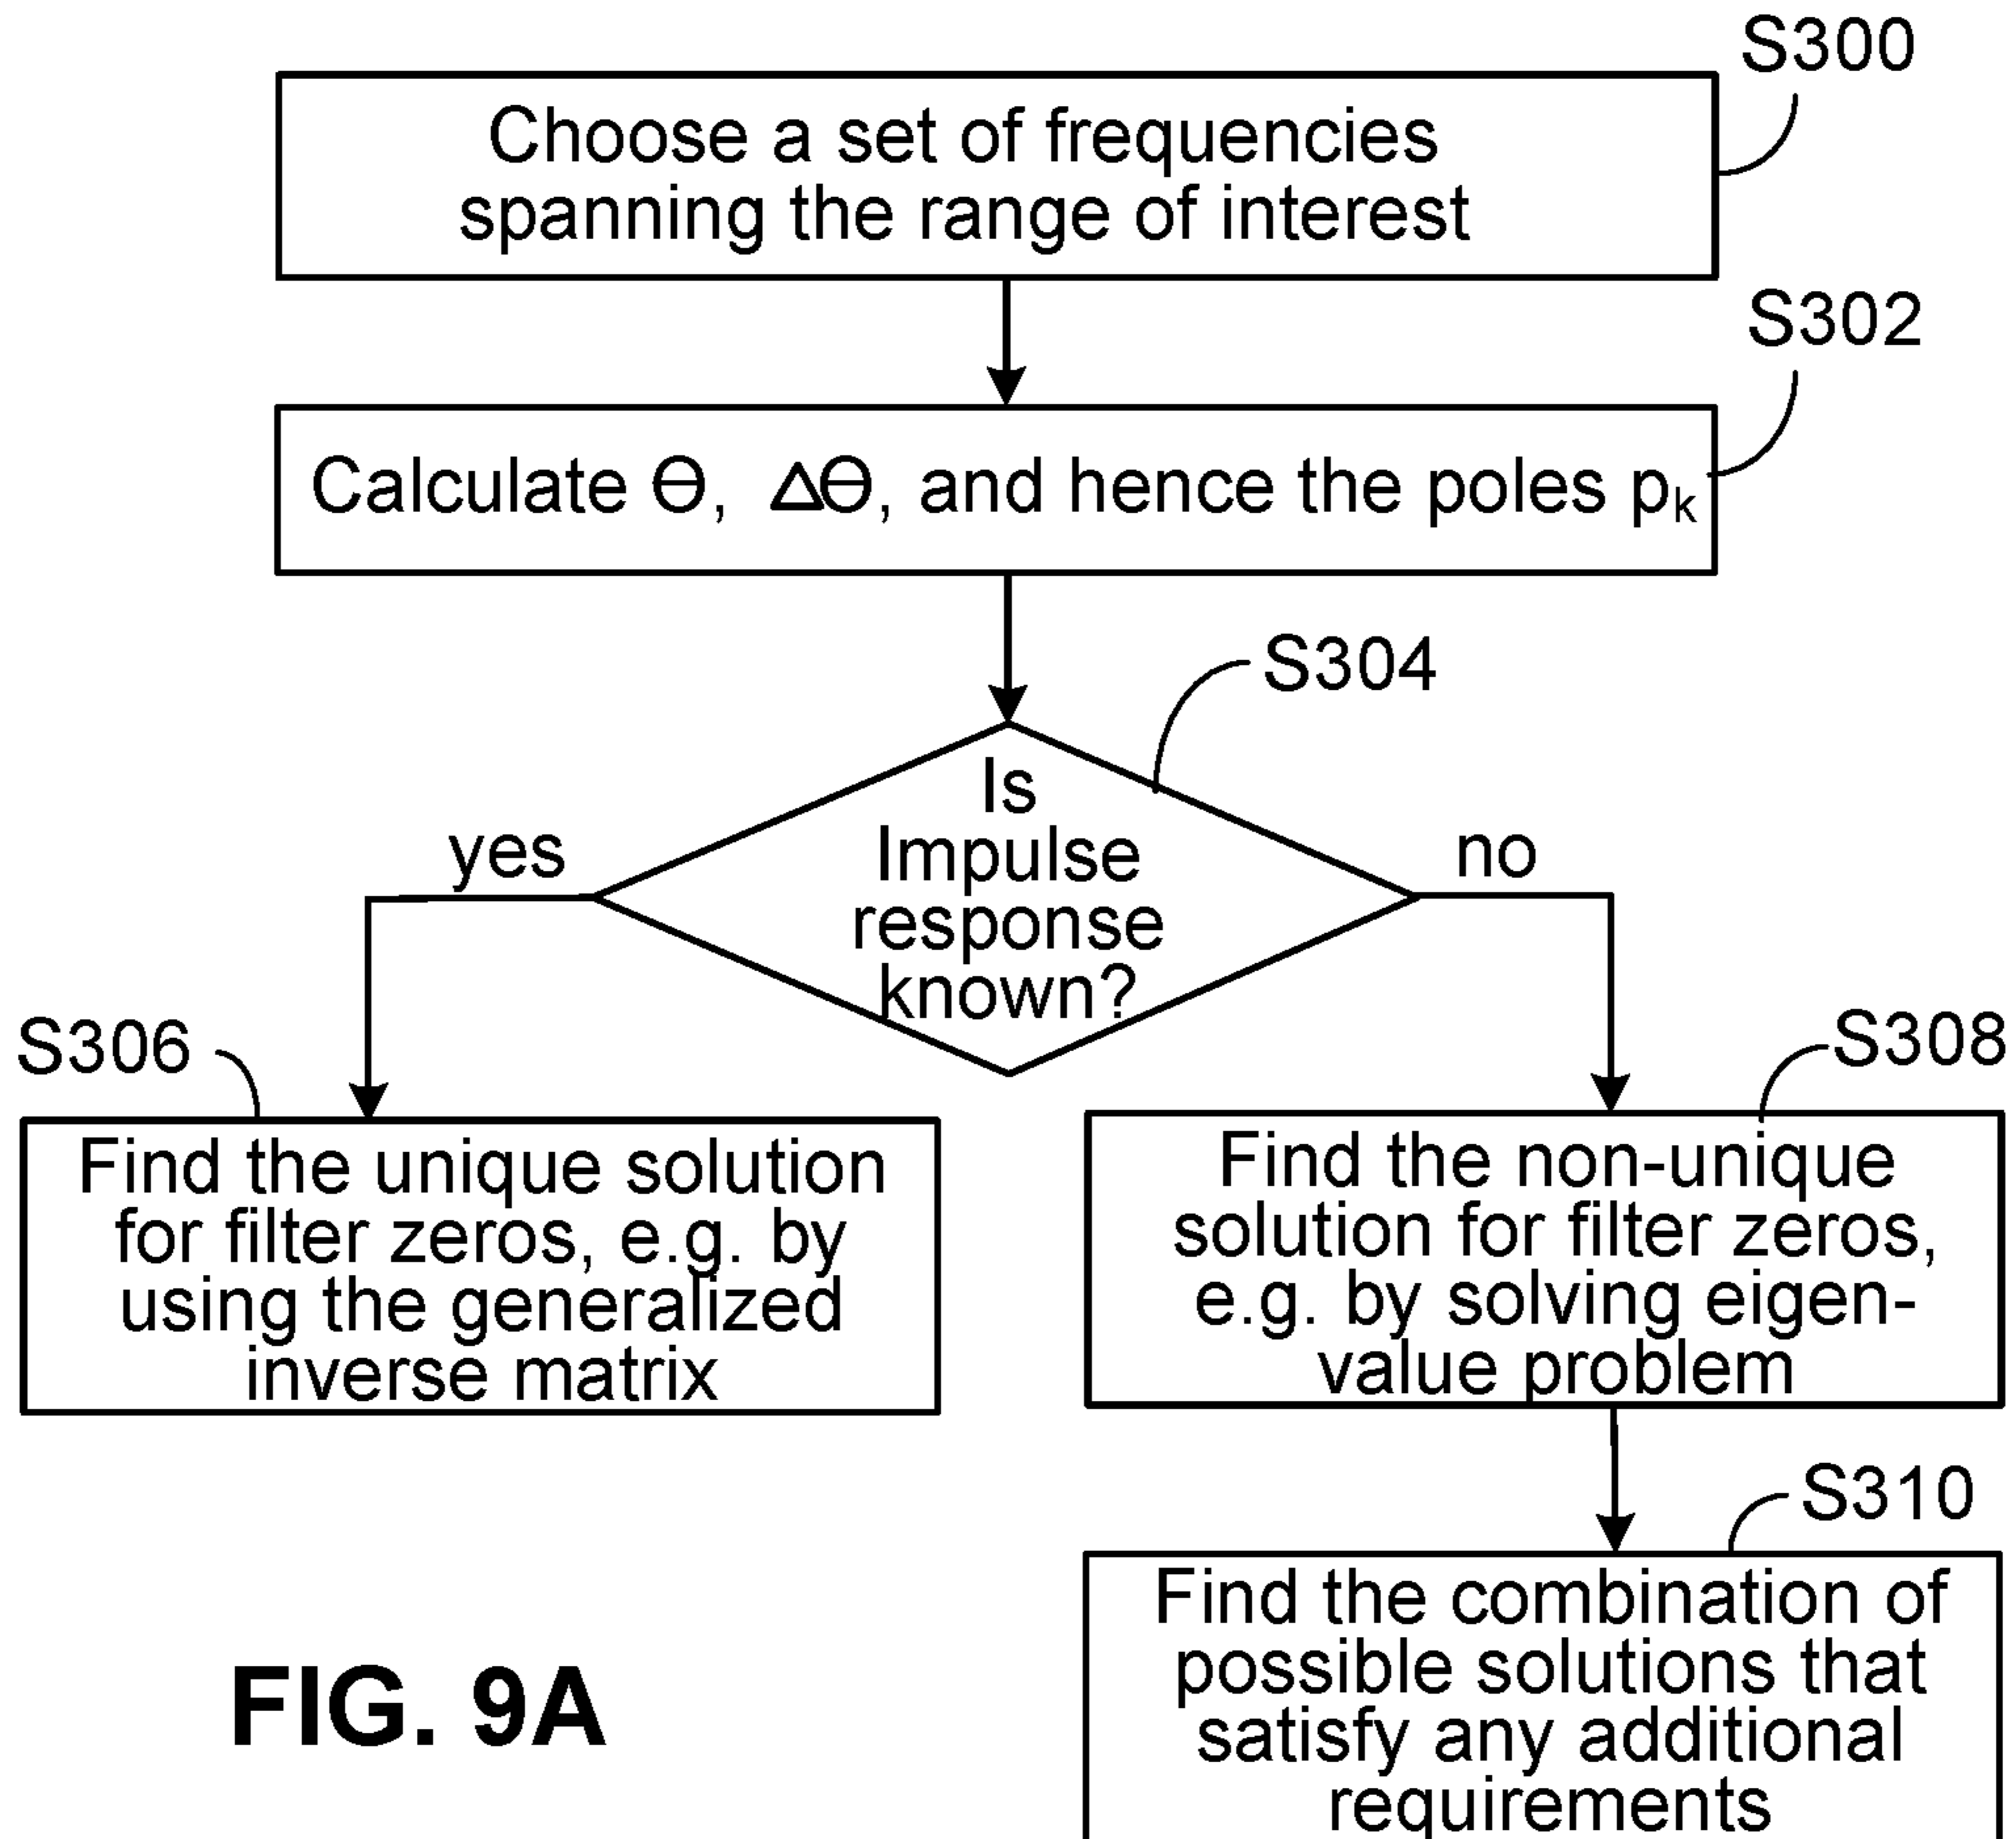 S300
Choose a set of frequencies
spanning the range of interest
S302
Calculate Θ, ΔΘ, and hence the poles pₖ
S304
Is
Impulse
response
known?
yes
no
S306
Find the unique solution
for filter zeros, e.g. by
using the generalized
inverse matrix
S308
Find the non-unique
solution for filter zeros,
e.g. by solving eigen-
value problem
S310
Find the combination of
possible solutions that
satisfy any additional
requirements
FIG. 9A